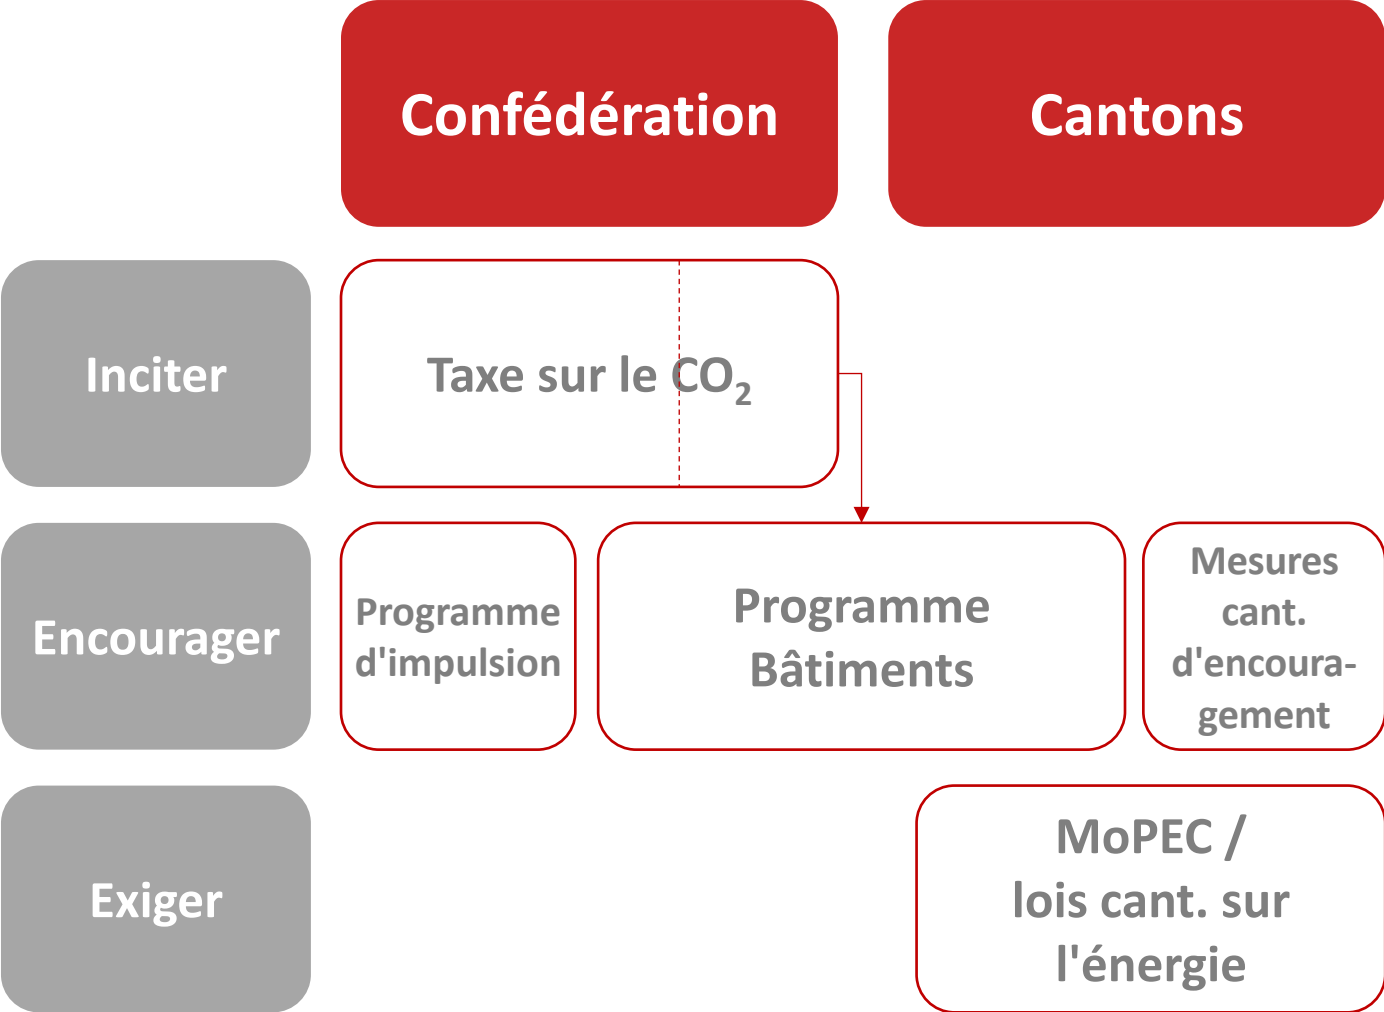 Confédération
Cantons
Inciter
Taxe sur le CO₂
Encourager
Programme
d'impulsion
Programme
Bâtiments
Mesures
cant.
d'encoura-
gement
Exiger
MoPEC /
lois cant. sur
l'énergie